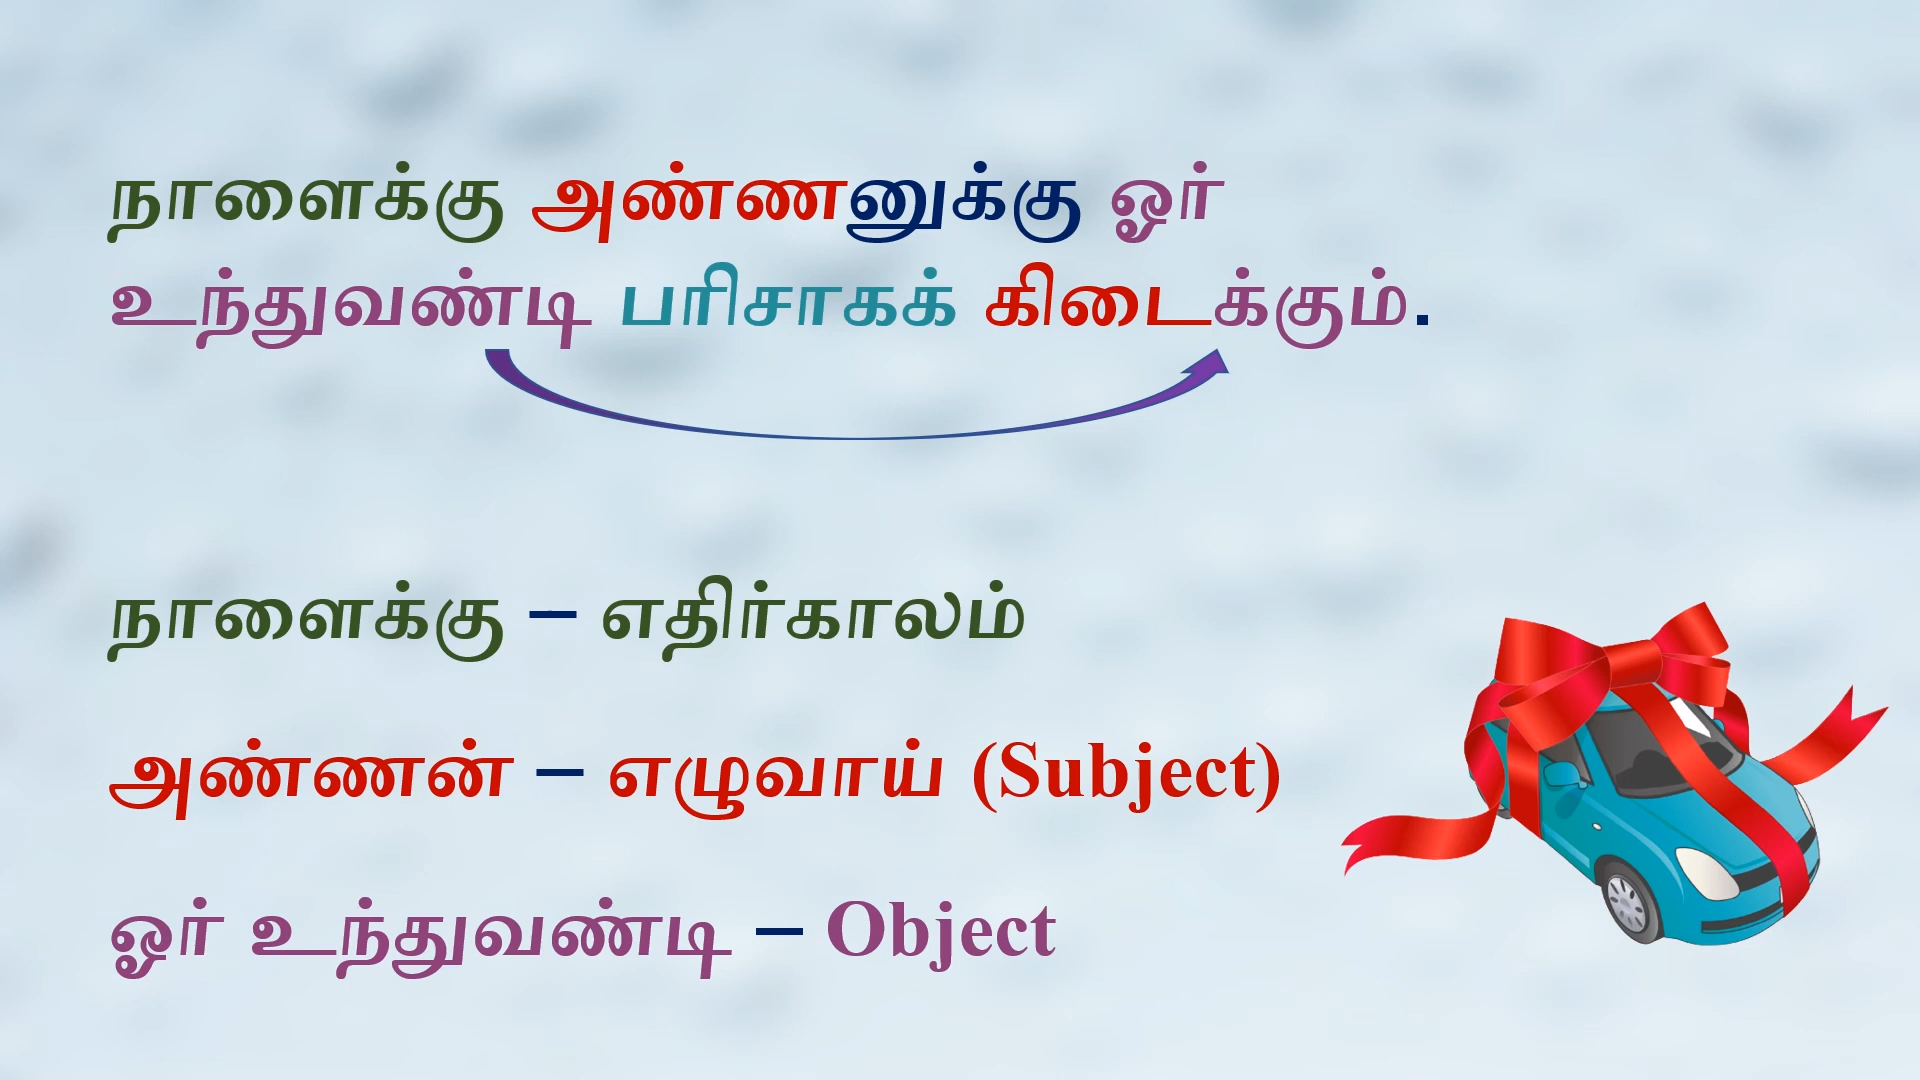 நாளைக்கு அண்ணனுக்கு ஓர்
உந்துவண்டி பரிசாகக் கிடைக்கும்.
நாளைக்கு – எதிர்காலம்
அண்ணன் – எழுவாய் (Subject)
ஓர் உந்துவண்டி – Object